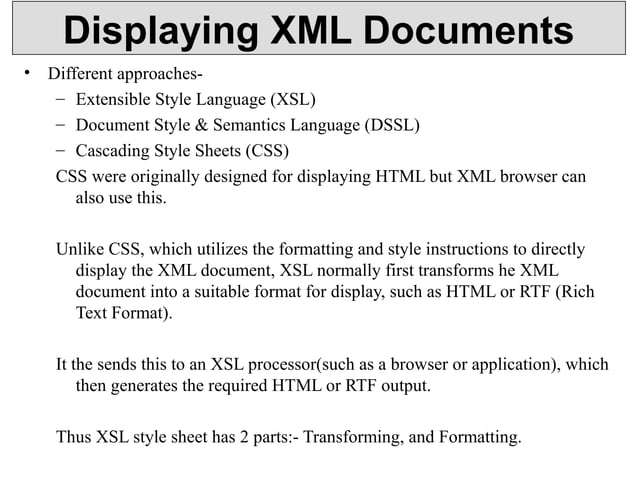 Displaying XML Documents
• Different approaches-
– Extensible Style Language (XSL)
– Document Style & Semantics Language (DSSL)
– Cascading Style Sheets (CSS)
CSS were originally designed for displaying HTML but XML browser can
also use this.
Unlike CSS, which utilizes the formatting and style instructions to directly
display the XML document, XSL normally first transforms he XML
document into a suitable format for display, such as HTML or RTF (Rich
Text Format).
It the sends this to an XSL processor(such as a browser or application), which
then generates the required HTML or RTF output.
Thus XSL style sheet has 2 parts:- Transforming, and Formatting.